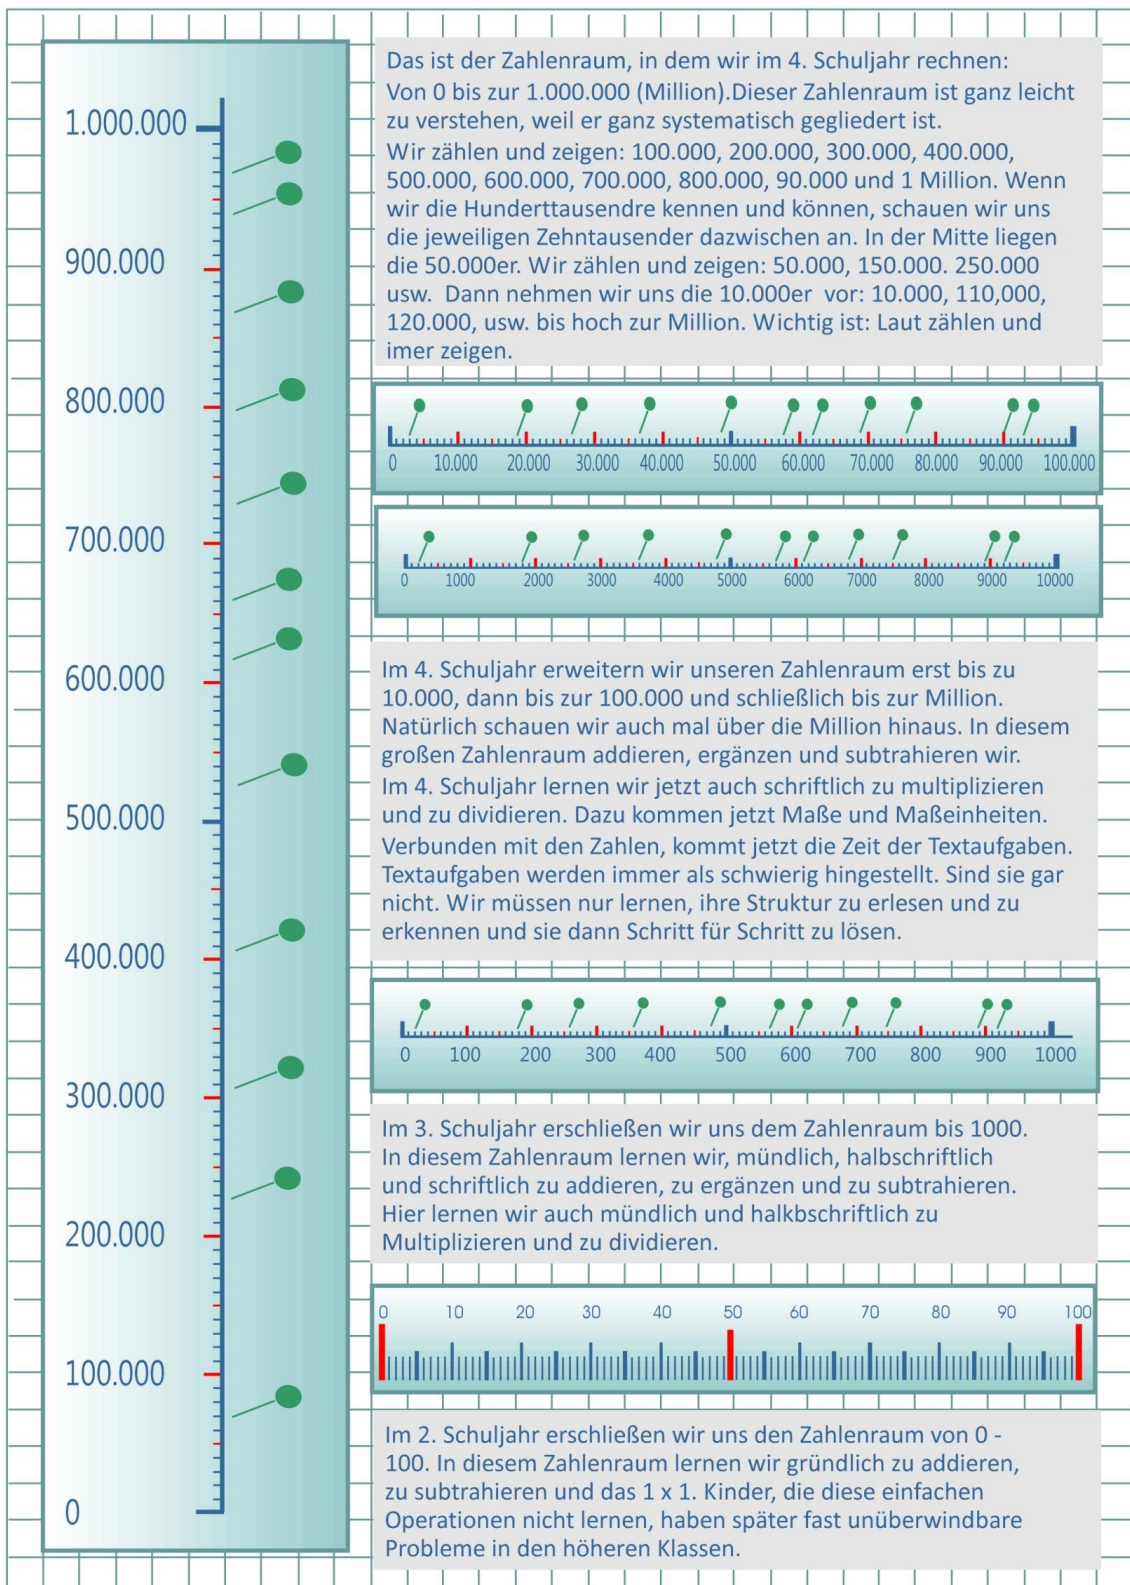 1.000.000
900.000
800.000
700.000
600.000
500.000
400.000
300.000
200.000
100.000
0
Das ist der Zahlenraum, in dem wir im 4. Schuljahr rechnen:
Von 0 bis zur 1.000.000 (Million).Dieser Zahlenraum ist ganz leicht
zu verstehen, weil er ganz systematisch gegliedert ist.
Wir zählen und zeigen: 100.000, 200.000, 300.000, 400.000,
500.000, 600.000, 700.000, 800.000, 90.000 und 1 Million. Wenn
wir die Hunderttausendre kennen und können, schauen wir uns
die jeweiligen Zehntausender dazwischen an. In der Mitte liegen
die 50.000er. Wir zählen und zeigen: 50.000, 150.000. 250.000
usw. Dann nehmen wir uns die 10.000er vor: 10.000, 110,000,
120.000, usw. bis hoch zur Million. Wichtig ist: Laut zählen und
imer zeigen.
0 10.000 20.000 30.000 40.000 50.000 60.000 70.000 80.000 90.000 100.000
0 1000 2000 3000 4000 5000 6000 7000 8000 9000 10000
Im 4. Schuljahr erweitern wir unseren Zahlenraum erst bis zu
10.000, dann bis zur 100.000 und schließlich bis zur Million.
Natürlich schauen wir auch mal über die Million hinaus. In diesem
großen Zahlenraum addieren, ergänzen und subtrahieren wir.
Im 4. Schuljahr lernen wir jetzt auch schriftlich zu multiplizieren
und zu dividieren. Dazu kommen jetzt Maße und Maßeinheiten.
Verbunden mit den Zahlen, kommt jetzt die Zeit der Textaufgaben.
Textaufgaben werden immer als schwierig hingestellt. Sind sie gar
nicht. Wir müssen nur lernen, ihre Struktur zu erlesen und zu
erkennen und sie dann Schritt für Schritt zu lösen.
0 100 200 300 400 500 600 700 800 900 1000
Im 3. Schuljahr erschließen wir uns dem Zahlenraum bis 1000.
In diesem Zahlenraum lernen wir, mündlich, halbschriftlich
und schriftlich zu addieren, zu ergänzen und zu subtrahieren.
Hier lernen wir auch mündlich und halkbschriftlich zu
Multiplizieren und zu dividieren.
0 10 20 30 40 50 60 70 80 90 100
Im 2. Schuljahr erschließen wir uns den Zahlenraum von 0 -
100. In diesem Zahlenraum lernen wir gründlich zu addieren,
zu subtrahieren und das 1 x 1. Kinder, die diese einfachen
Operationen nicht lernen, haben später fast unüberwindbare
Probleme in den höheren Klassen.